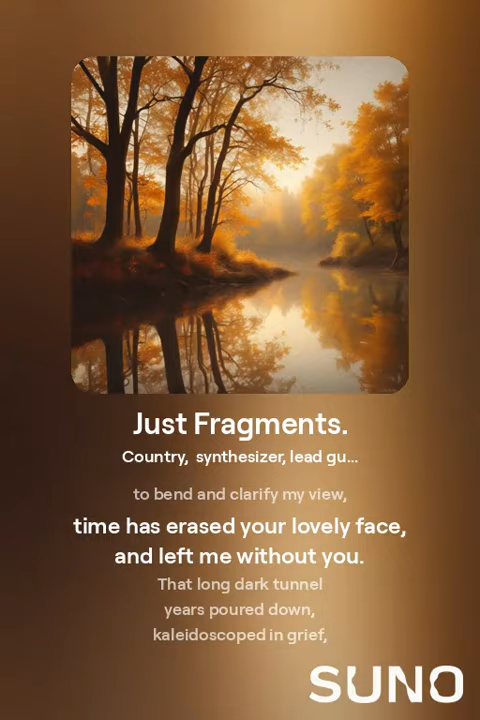 Just Fragments.
Country,  synthesizer, lead gu...
to bend and clarify my view,
time has erased your lovely face,
and left me without you.
That long dark tunnel
years poured down,
kaleidoscoped in grief,
SUNO